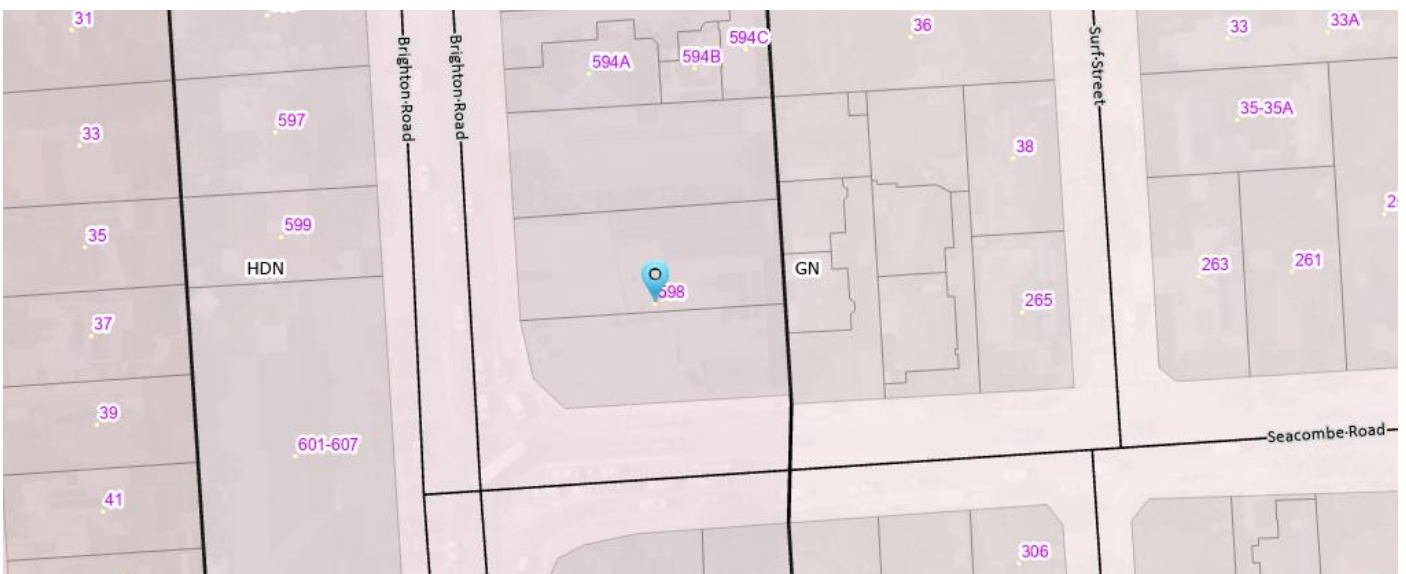 31
36
33
33A
594A
594B
594C
Brighton·Road
Brighton·Road
Surf·Street
597
33
35-35A
38
599
35
HDN
GN
263
261
598
265
37
39
601-607
Seacombe·Road
41
306